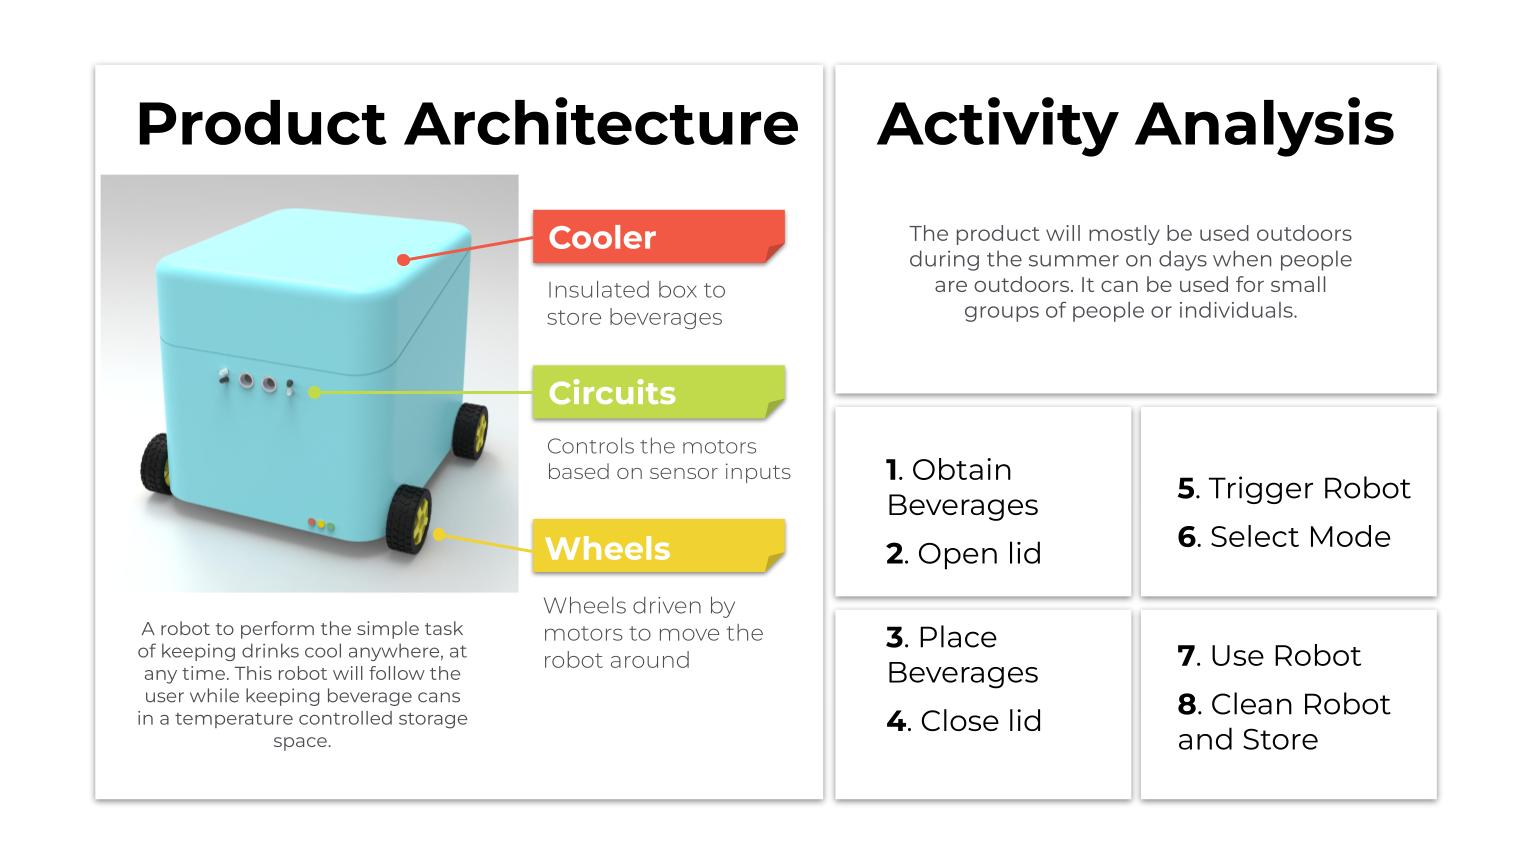 Product Architecture
Cooler
Insulated box to
store beverages
Circuits
Controls the motors
based on sensor inputs
Wheels
Wheels driven by
motors to move the
robot around
A robot to perform the simple task
of keeping drinks cool anywhere, at
any time. This robot will follow the
user while keeping beverage cans
in a temperature controlled storage
space.
Activity Analysis
The product will mostly be used outdoors
during the summer on days when people
are outdoors. It can be used for small
groups of people or individuals.
1. Obtain
Beverages
2. Open lid
3. Place
Beverages
4. Close lid
5. Trigger Robot
6. Select Mode
7. Use Robot
8. Clean Robot
and Store